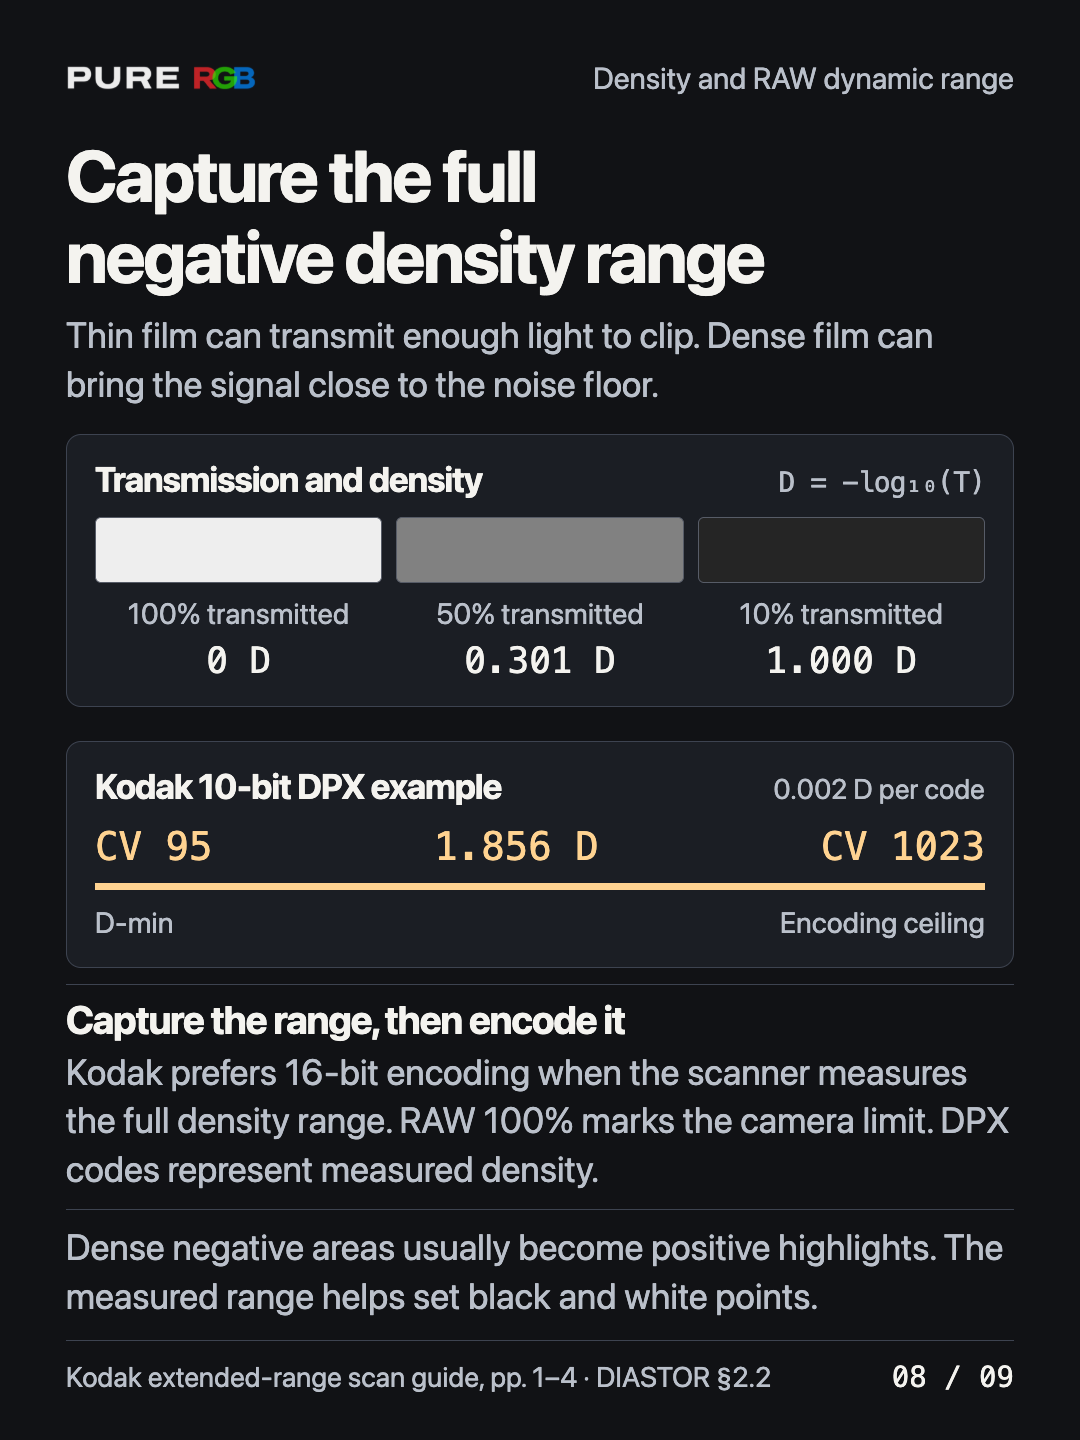 PURE RGB
Density and RAW dynamic range
Capture the full
negative density range
Thin film can transmit enough light to clip. Dense film can
bring the signal close to the noise floor.
Transmission and density
D = −log₁₀(T)
100% transmitted
50% transmitted
10% transmitted
0 D
0.301 D
1.000 D
Kodak 10-bit DPX example
0.002 D per code
CV 95
1.856 D
CV 1023
D-min
Encoding ceiling
Capture the range, then encode it
Kodak prefers 16-bit encoding when the scanner measures
the full density range. RAW 100% marks the camera limit. DPX
codes represent measured density.
Dense negative areas usually become positive highlights. The
measured range helps set black and white points.
Kodak extended-range scan guide, pp. 1–4 · DIASTOR §2.2
08 / 09